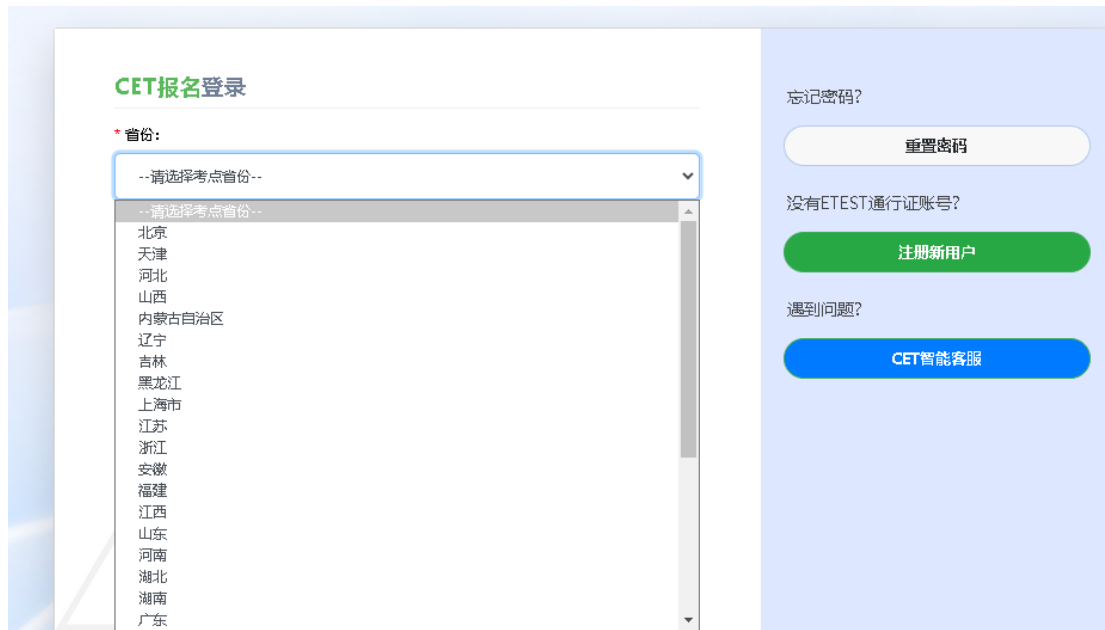 CET报名登录
* 省份：
--请选择考点省份--
--请选择考点省份--
北京
天津
河北
山西
内蒙古自治区
辽宁
吉林
黑龙江
上海市
江苏
浙江
安徽
福建
江西
山东
河南
湖北
湖南
广东
忘记密码?
重置密码
没有ETEST通行证账号?
注册新用户
遇到问题?
CET智能客服